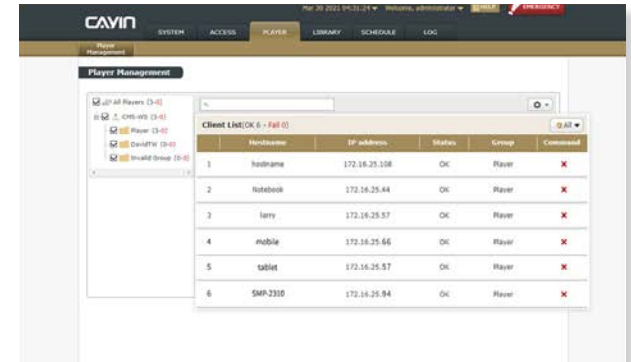 Mar 20 2021 04:31:24 Welcome, administrator HELP EMERGENCY
CAVIN
SYSTEM ACCESS PLAYER LIBRARY SCHEDULE LOG
Player
Management
Player Management
All Players (3-0)
CMS-WS (3-0)
Player (3-0)
DavidTW (3-0)
Invalid Group (0-0)
Client List(OK 6 - Fail 0) All
Hostname IP address Status Group Command
1 hostname 172.16.25.108 OK Player
2 Notebook 172.16.25.44 OK Player
3 larry 172.16.25.57 OK Player
4 mobile 172.16.25.66 OK Player
5 tablet 172.16.25.57 OK Player
6 SMP-2310 172.16.25.94 OK Player